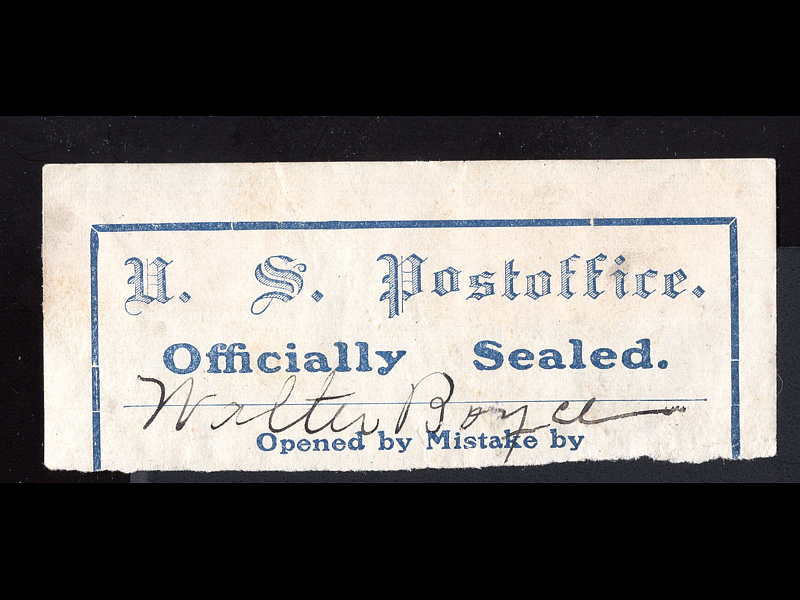 U. S. Postoffice.
Officially Sealed.
Walter Boyce
Opened by Mistake by